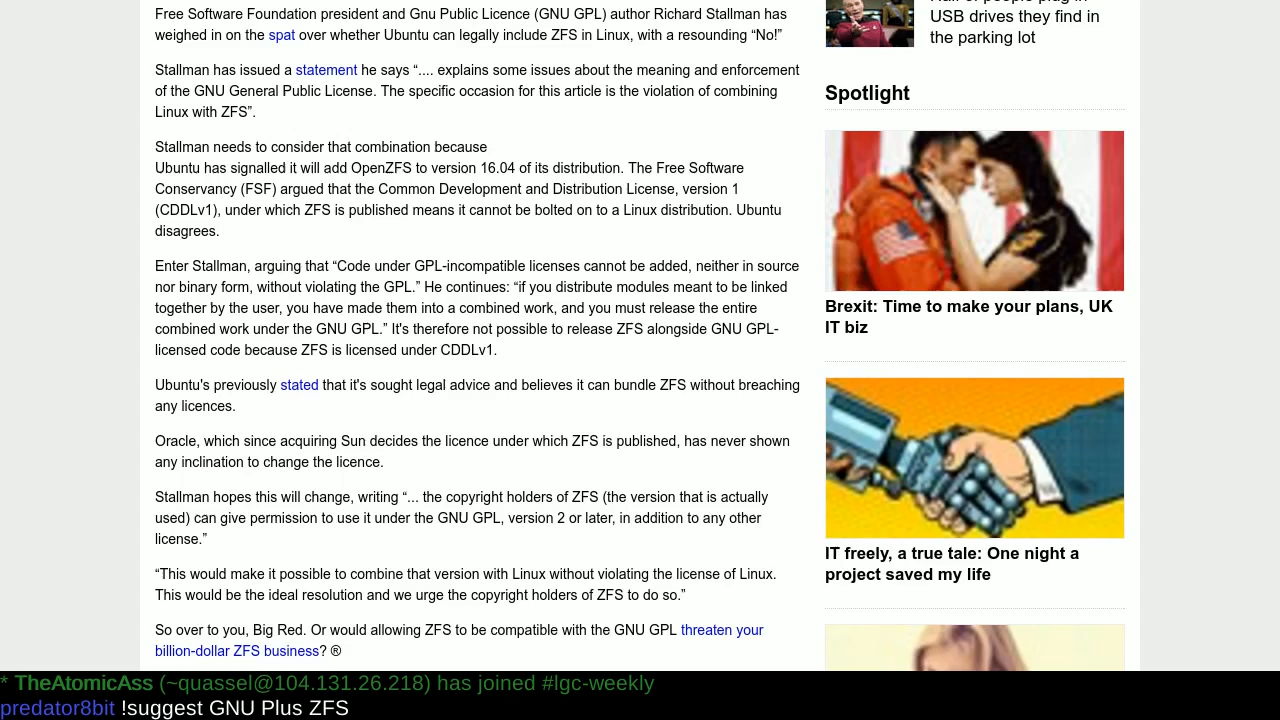 Free Software Foundation president and Gnu Public Licence (GNU GPL) author Richard Stallman has
weighed in on the spat over whether Ubuntu can legally include ZFS in Linux, with a resounding “No!”
Stallman has issued a statement he says “.... explains some issues about the meaning and enforcement
of the GNU General Public License. The specific occasion for this article is the violation of combining
Linux with ZFS”.
Stallman needs to consider that combination because
Ubuntu has signalled it will add OpenZFS to version 16.04 of its distribution. The Free Software
Conservancy (FSF) argued that the Common Development and Distribution License, version 1
(CDDLv1), under which ZFS is published means it cannot be bolted on to a Linux distribution. Ubuntu
disagrees.
Enter Stallman, arguing that “Code under GPL-incompatible licenses cannot be added, neither in source
nor binary form, without violating the GPL.” He continues: “if you distribute modules meant to be linked
together by the user, you have made them into a combined work, and you must release the entire
combined work under the GNU GPL.” It's therefore not possible to release ZFS alongside GNU GPL-
licensed code because ZFS is licensed under CDDLv1.
Ubuntu's previously stated that it's sought legal advice and believes it can bundle ZFS without breaching
any licences.
Oracle, which since acquiring Sun decides the licence under which ZFS is published, has never shown
any inclination to change the licence.
Stallman hopes this will change, writing “... the copyright holders of ZFS (the version that is actually
used) can give permission to use it under the GNU GPL, version 2 or later, in addition to any other
license.”
“This would make it possible to combine that version with Linux without violating the license of Linux.
This would be the ideal resolution and we urge the copyright holders of ZFS to do so.”
So over to you, Big Red. Or would allowing ZFS to be compatible with the GNU GPL threaten your
billion-dollar ZFS business? ®
USB drives they find in
the parking lot
Spotlight
Brexit: Time to make your plans, UK
IT biz
IT freely, a true tale: One night a
project saved my life
* TheAtomicAss (~quassel@104.131.26.218) has joined #lgc-weekly
predator8bit !suggest GNU Plus ZFS